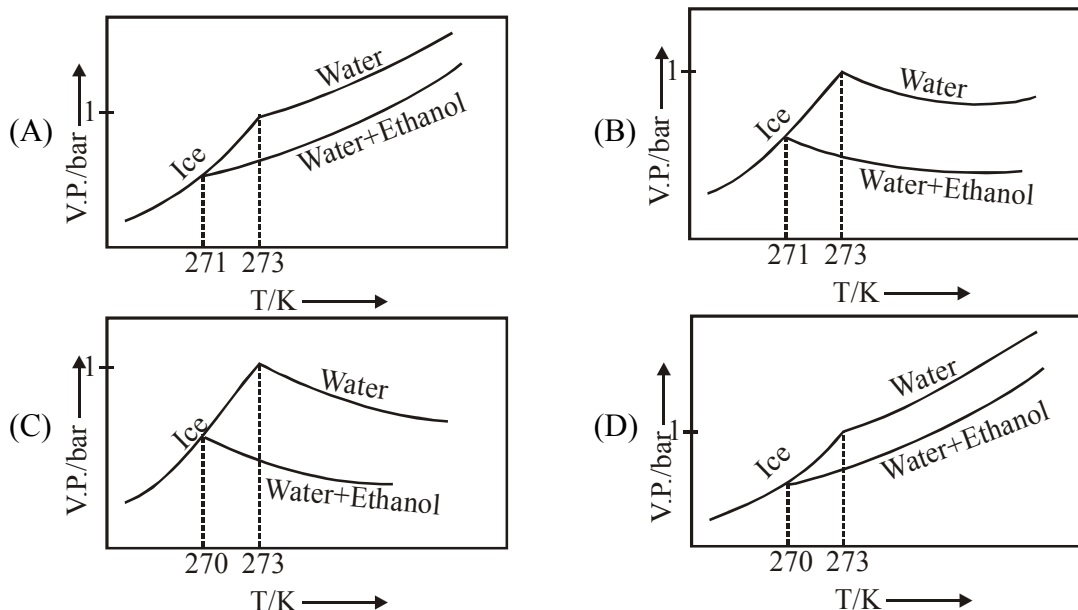 (A)
V.P./bar
1
Ice
Water
Water+Ethanol
271 273
T/K
(B)
V.P./bar
1
Ice
Water
Water+Ethanol
271 273
T/K
(C)
V.P./bar
1
Ice
Water
Water+Ethanol
270 273
T/K
(D)
V.P./bar
1
Ice
Water
Water+Ethanol
270 273
T/K